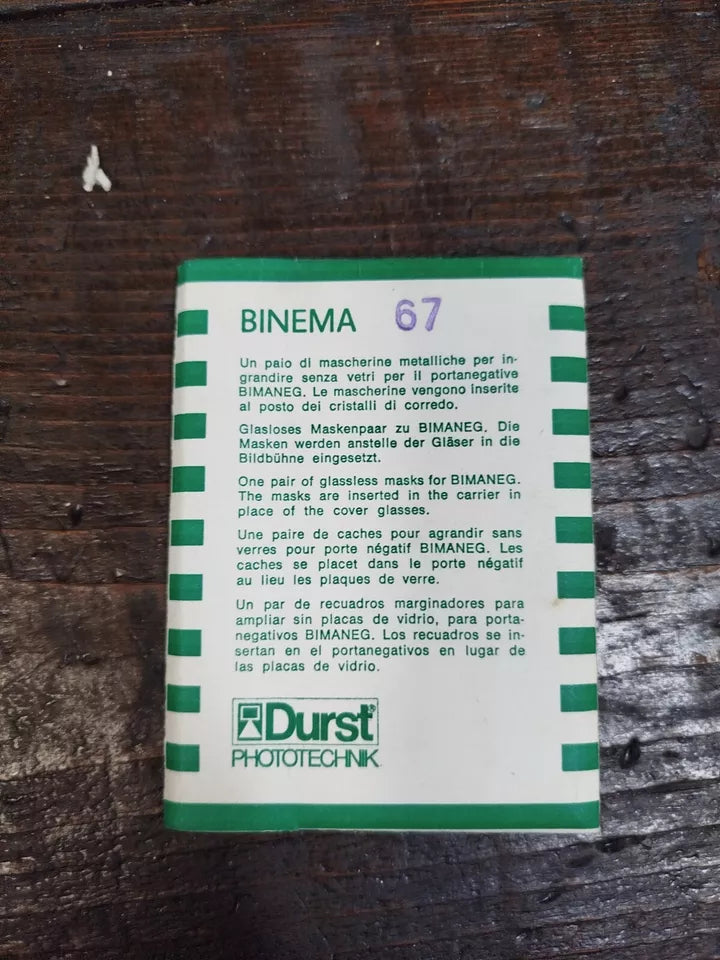 BINEMA 67
Un paio di mascherine metalliche per in-
grandire senza vetri per il portanegative
BIMANEG. Le mascherine vengono inserite
al posto dei cristalli di corredo.
Glasloses Maskenpaar zu BIMANEG. Die
Masken werden anstelle der Gläser in die
Bildbühne eingesetzt.
One pair of glassless masks for BIMANEG.
The masks are inserted in the carrier in
place of the cover glasses.
Une paire de caches pour agrandir sans
verres pour porte négatif BIMANEG. Les
caches se placet dans le porte négatif
au lieu les plaques de verre.
Un par de recuadros marginadores para
ampliar sin placas de vidrio, para porta-
negativos BIMANEG. Los recuadros se in-
sertan en el portanegativos en lugar de
las placas de vidrio.
Durst®
PHOTOTECHNIK